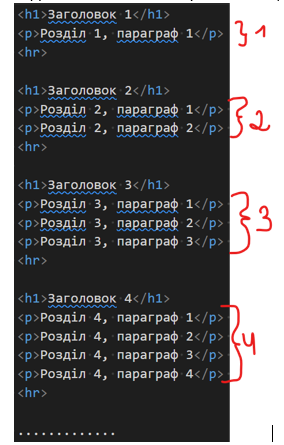 <h1>Заголовок 1</h1>
<p>Розділ 1, параграф 1</p>
<hr>
1
<h1>Заголовок 2</h1>
<p>Розділ 2, параграф 1</p>
<p>Розділ 2, параграф 2</p>
<hr>
2
<h1>Заголовок 3</h1>
<p>Розділ 3, параграф 1</p>
<p>Розділ 3, параграф 2</p>
<p>Розділ 3, параграф 3</p>
<hr>
3
<h1>Заголовок 4</h1>
<p>Розділ 4, параграф 1</p>
<p>Розділ 4, параграф 2</p>
<p>Розділ 4, параграф 3</p>
<p>Розділ 4, параграф 4</p>
<hr>
4
.............